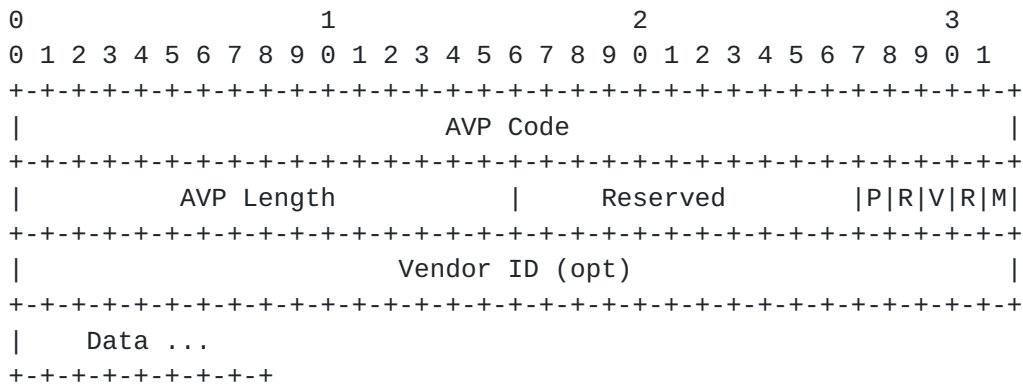 0                   1                   2                   3
0 1 2 3 4 5 6 7 8 9 0 1 2 3 4 5 6 7 8 9 0 1 2 3 4 5 6 7 8 9 0 1
+-+-+-+-+-+-+-+-+-+-+-+-+-+-+-+-+-+-+-+-+-+-+-+-+-+-+-+-+-+-+-+-+
|                           AVP Code                            |
+-+-+-+-+-+-+-+-+-+-+-+-+-+-+-+-+-+-+-+-+-+-+-+-+-+-+-+-+-+-+-+-+
|          AVP Length           |     Reserved        |P|R|V|R|M|
+-+-+-+-+-+-+-+-+-+-+-+-+-+-+-+-+-+-+-+-+-+-+-+-+-+-+-+-+-+-+-+-+
|                        Vendor ID (opt)                        |
+-+-+-+-+-+-+-+-+-+-+-+-+-+-+-+-+-+-+-+-+-+-+-+-+-+-+-+-+-+-+-+-+
|    Data ...
+-+-+-+-+-+-+-+-+